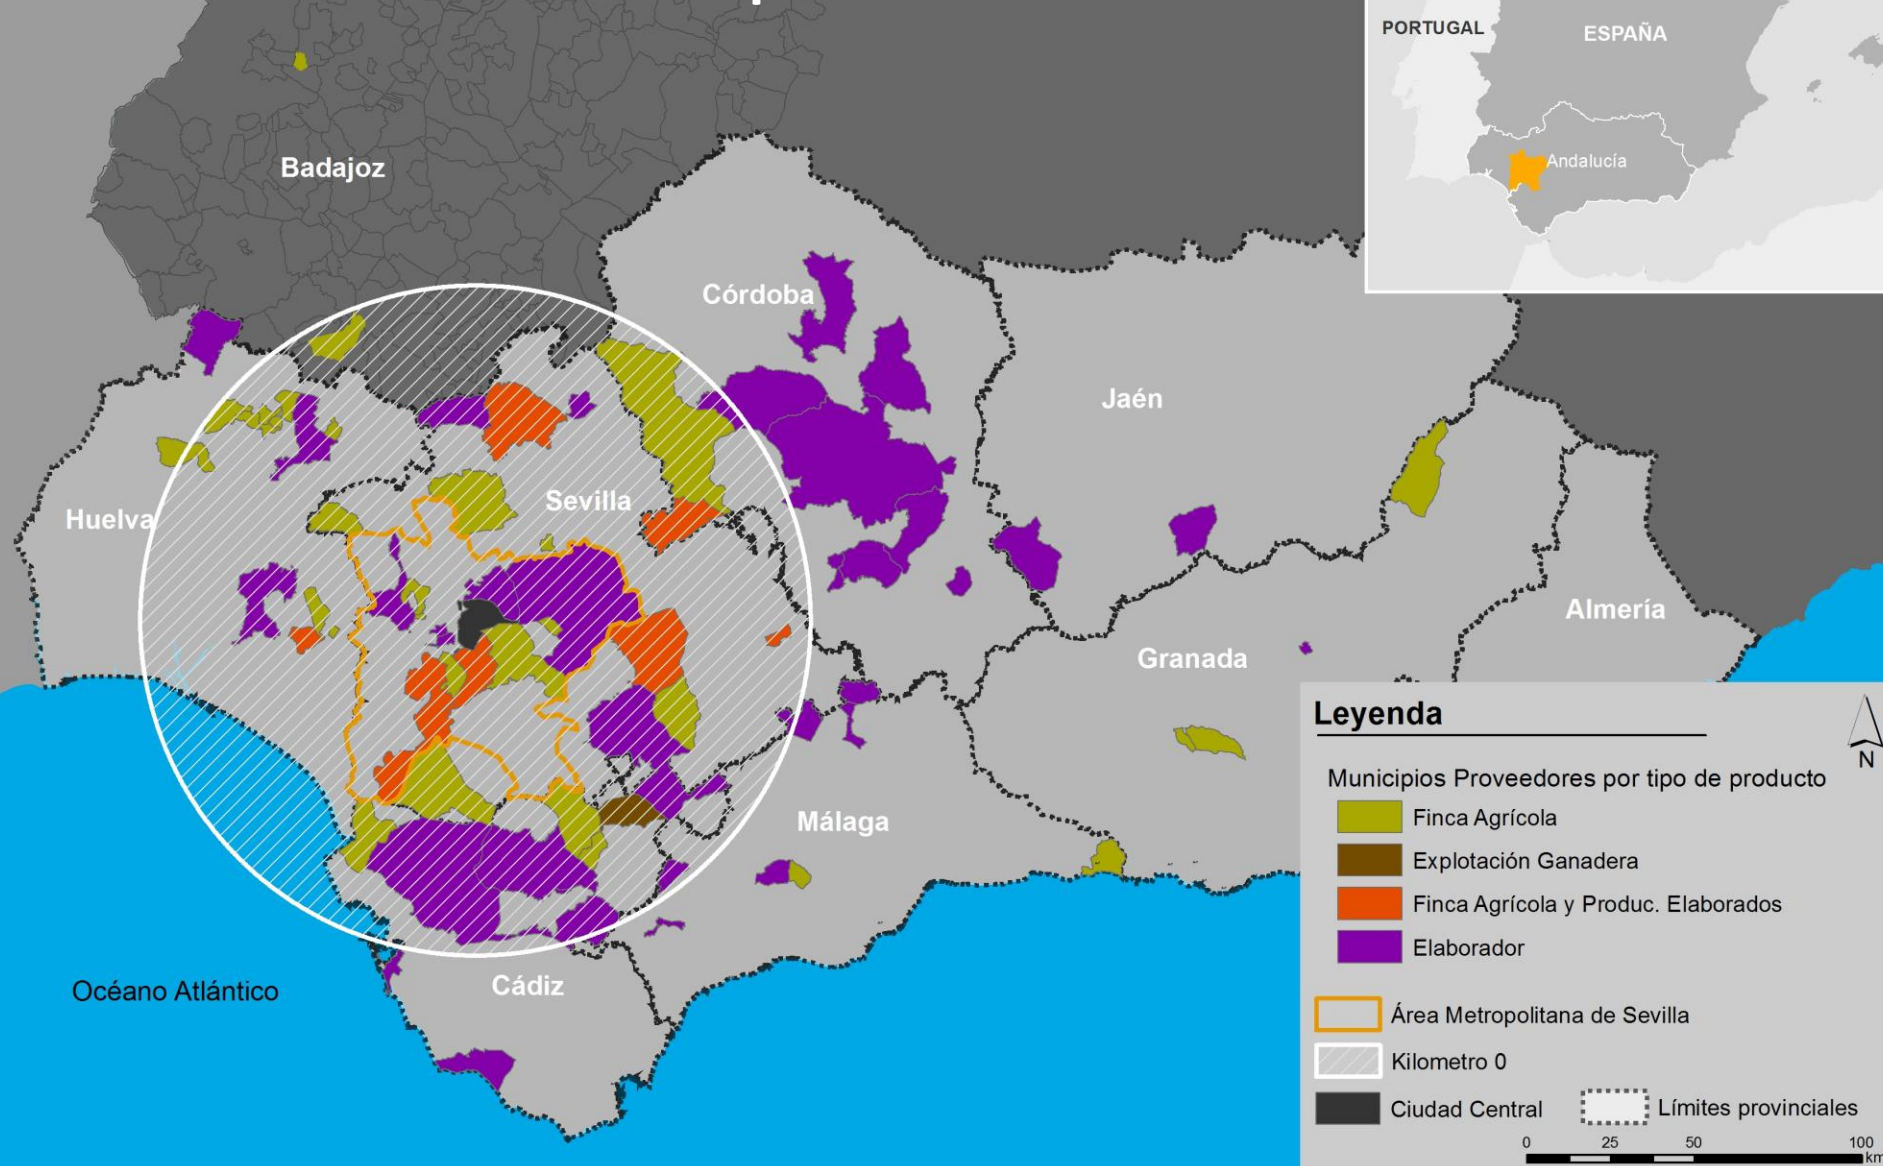 PORTUGAL
ESPAÑA
Andalucía
Badajoz
Córdoba
Jaén
Huelva
Sevilla
Almería
Granada
Málaga
Océano Atlántico
Cádiz
Leyenda
N
Municipios Proveedores por tipo de producto
Finca Agrícola
Explotación Ganadera
Finca Agrícola y Produc. Elaborados
Elaborador
Área Metropolitana de Sevilla
Kilometro 0
Ciudad Central
Límites provinciales
0 25 50 100
km